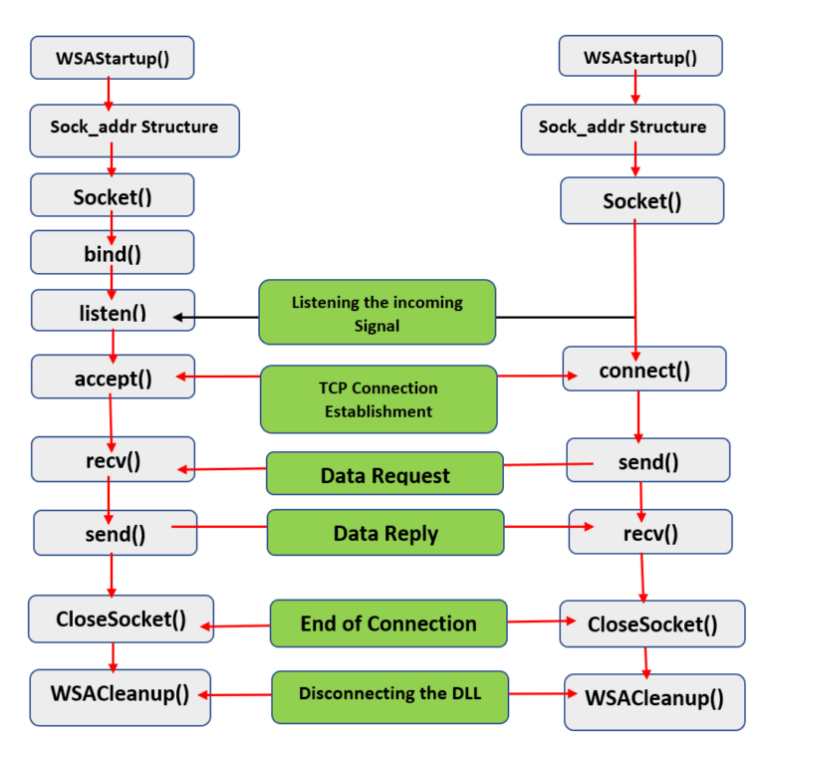 WSAStartup()
WSAStartup()
Sock_addr Structure
Sock_addr Structure
Socket()
Socket()
bind()
listen()
Listening the incoming
Signal
accept()
TCP Connection
Establishment
connect()
recv()
Data Request
send()
send()
Data Reply
recv()
CloseSocket()
End of Connection
CloseSocket()
WSACleanup()
Disconnecting the DLL
WSACleanup()